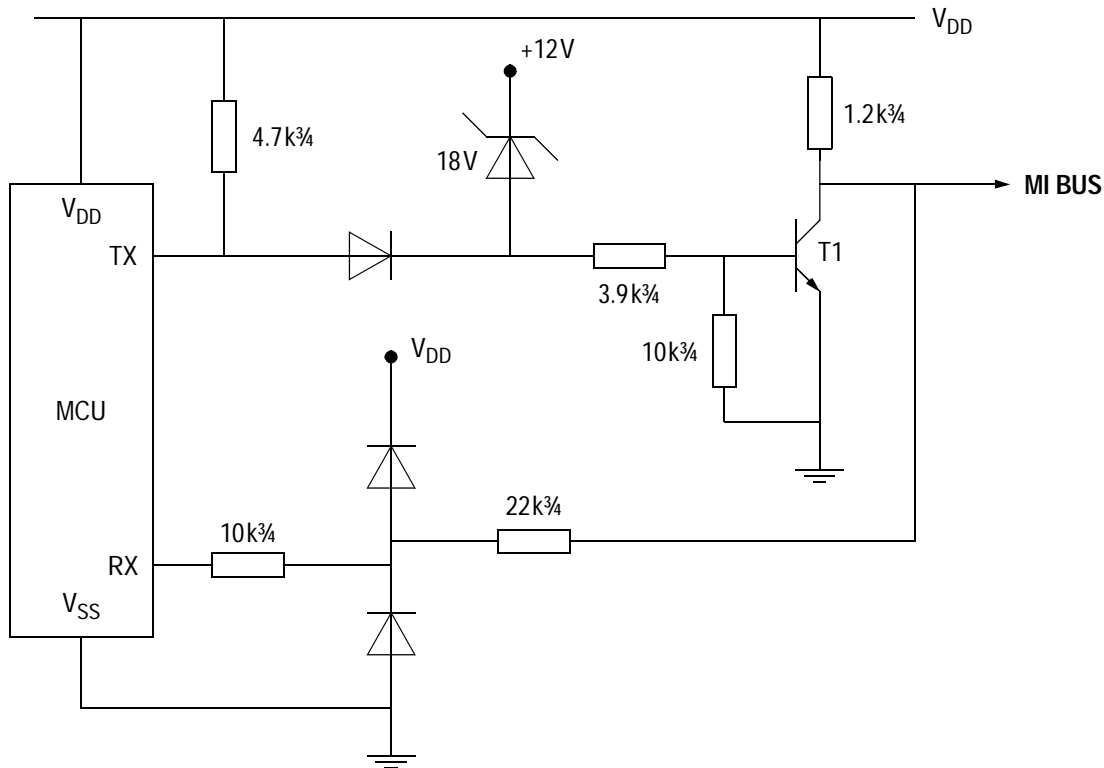 V_DD
+12V
4.7k¾
1.2k¾
18V
MI BUS
V_DD
TX
T1
3.9k¾
V_DD
10k¾
MCU
22k¾
10k¾
RX
V_SS